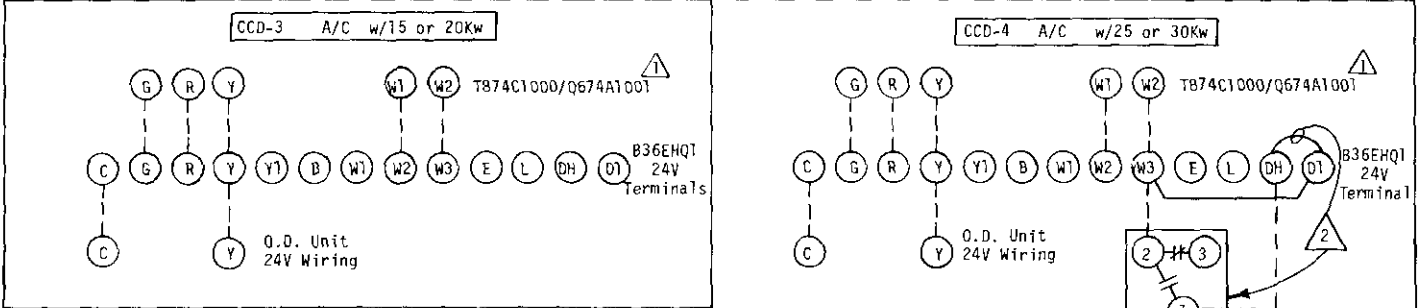 CCD-3 A/C w/15 or 20Kw
1
G R Y W1 W2 T874C1000/Q674A1001
C G R Y Y1 B W1 W2 W3 E L DH D1
B36EHQ1
24V
Terminals
C Y O.D. Unit
24V Wiring
CCD-4 A/C w/25 or 30Kw
1
G R Y W1 W2 T874C1000/Q674A1001
C G R Y Y1 B W1 W2 W3 E L DH D1
B36EHQ1
24V
Terminal
2
C Y O.D. Unit
24V Wiring
2 3